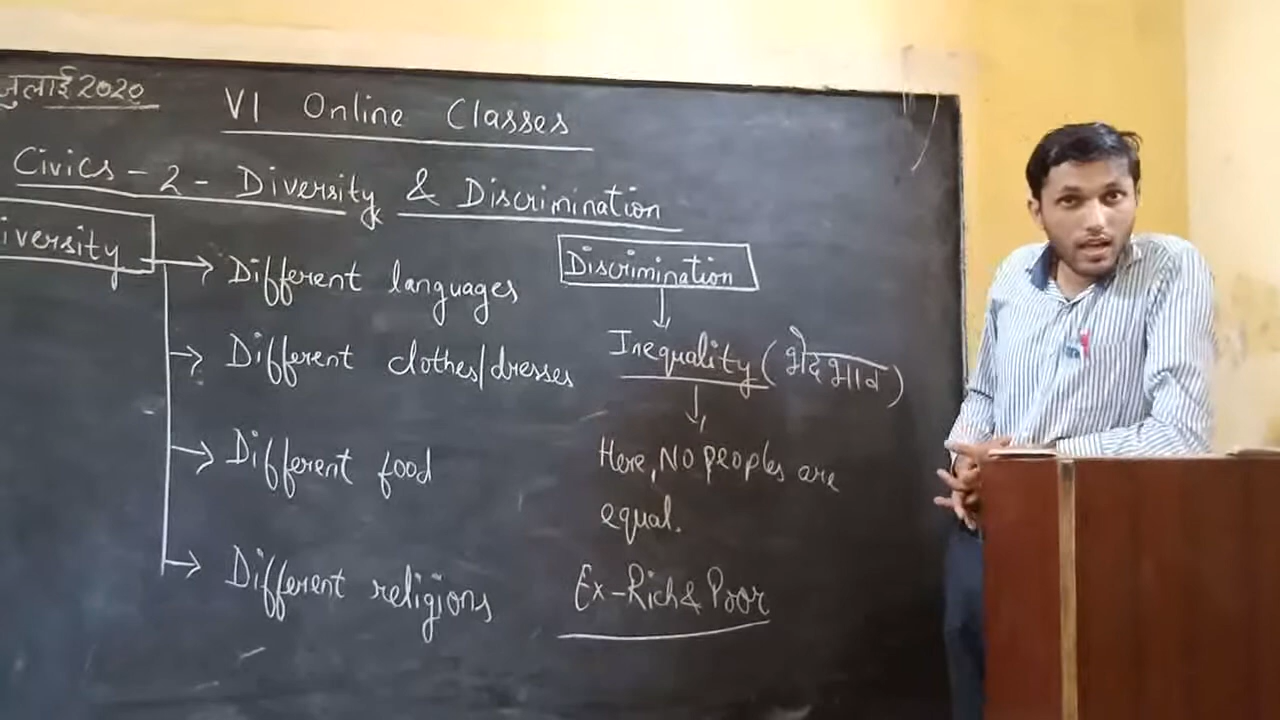 जुलाई 2020
VI Online Classes
Civics - 2 - Diversity & Discrimination
iversity
Different languages
Different clothes/dresses
Different food
Different religions
Discrimination
Inequality (भेदभाव)
Here, No peoples are
equal.
Ex - Rich & Poor